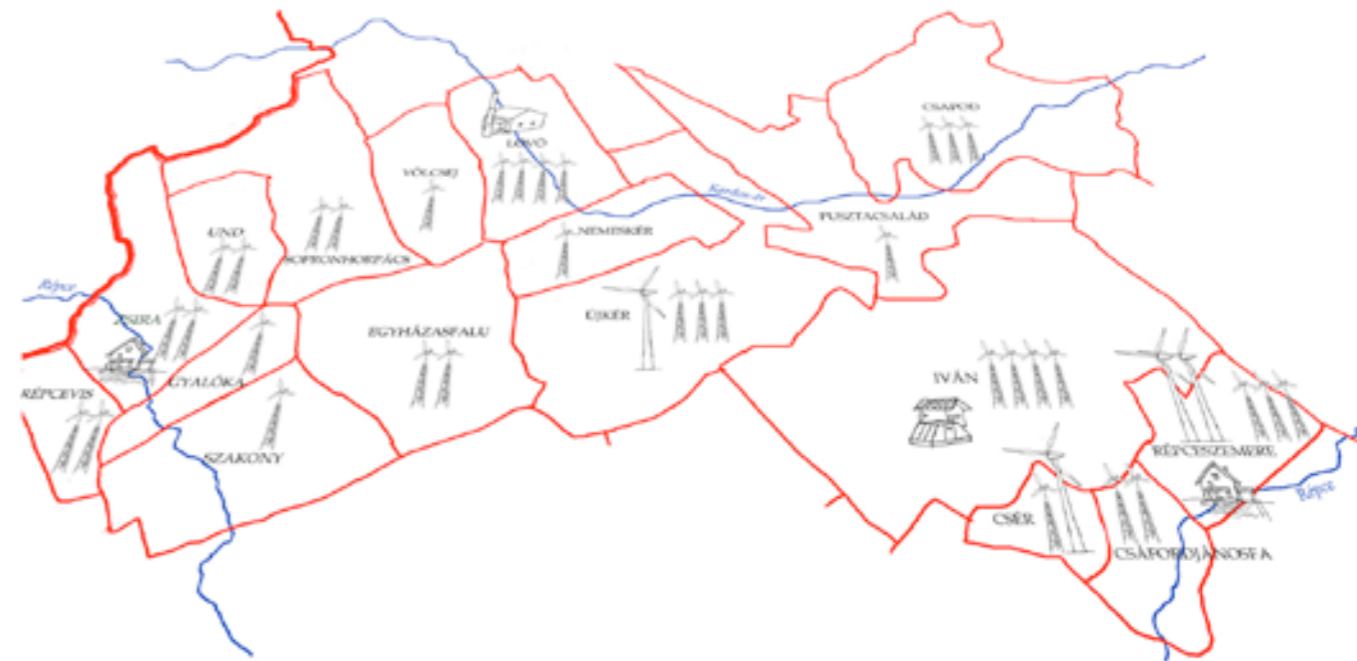 CSAPOD
LÖVŐ
VÖLCSEJ
Kardos-ér
PUSZTACSALÁD
NEMESKÉR
UND
SOPRONHORPÁCS
Répce
ZSIRA
ÚJKÉR
EGYHÁZASFALU
GYALÓKA
IVÁN
RÉPCEVIS
SZAKONY
RÉPCESZEMERE
Répce
CSÉR
CSÁFORDJÁNOSFA